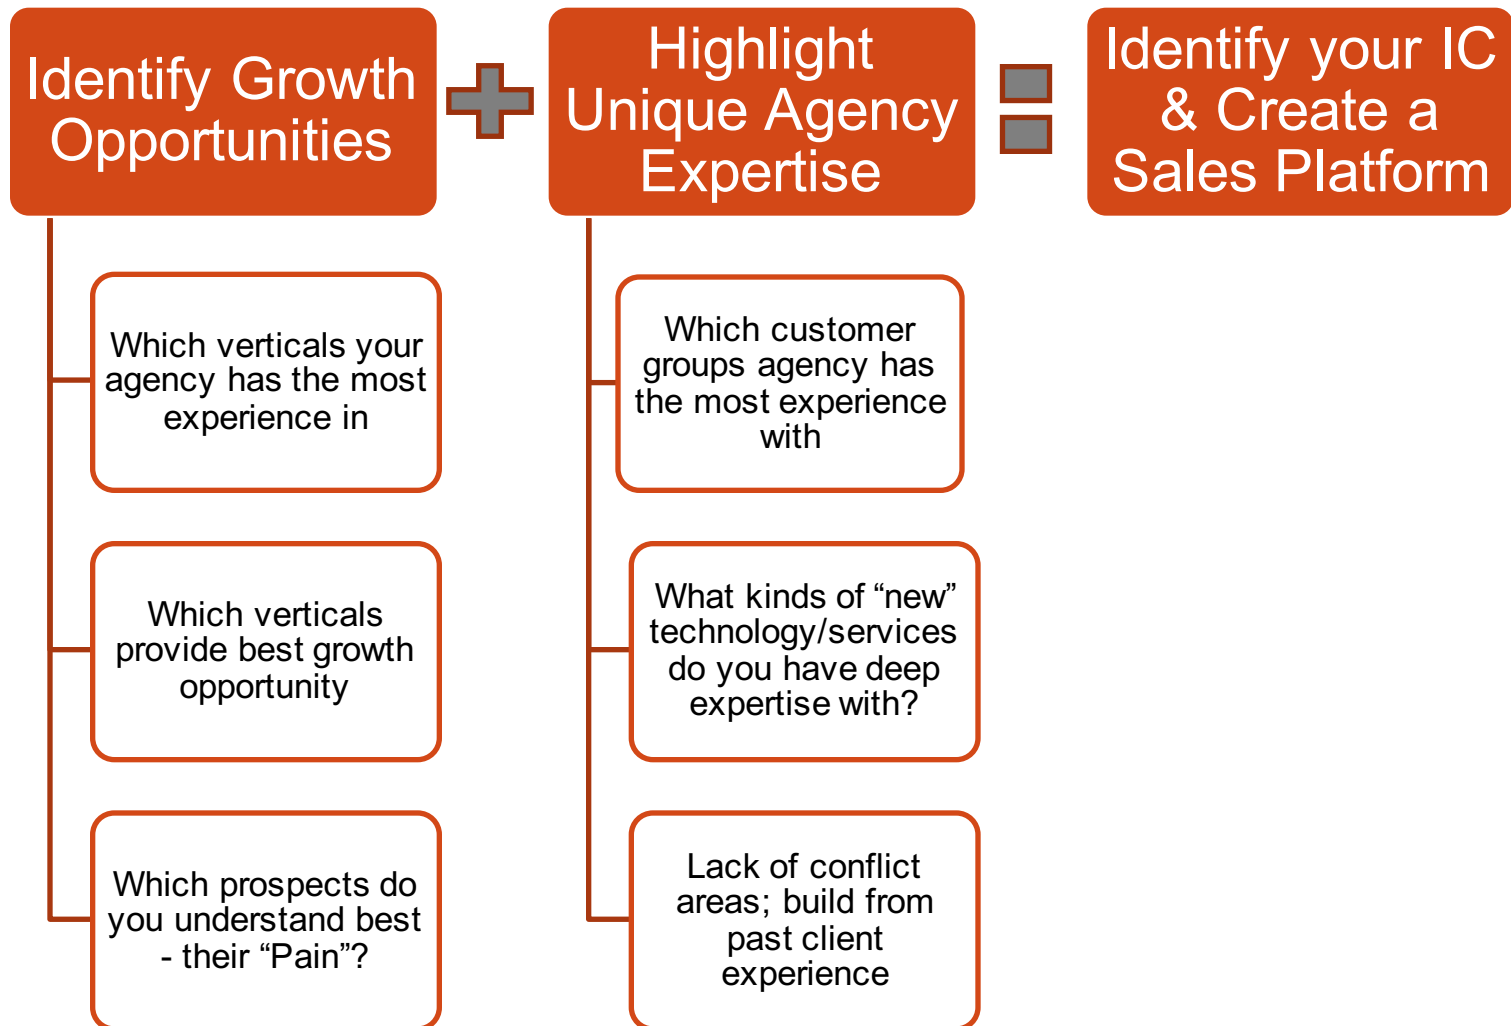 Identify Growth
Opportunities
Highlight
Unique Agency
Expertise
Identify your IC
& Create a
Sales Platform
Which verticals your
agency has the most
experience in
Which verticals
provide best growth
opportunity
Which prospects do
you understand best
- their “Pain”?
Which customer
groups agency has
the most experience
with
What kinds of “new”
technology/services
do you have deep
expertise with?
Lack of conflict
areas; build from
past client
experience